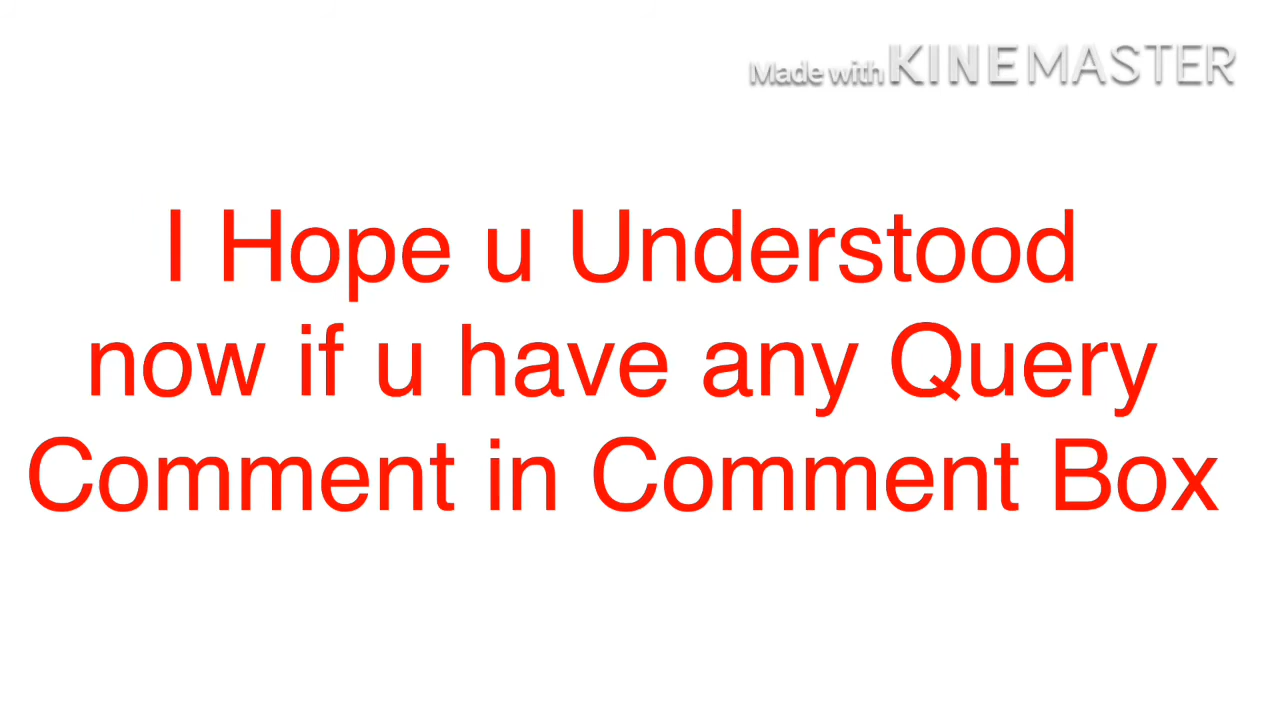 Made with KINEMASTER
I Hope u Understood
now if u have any Query
Comment in Comment Box